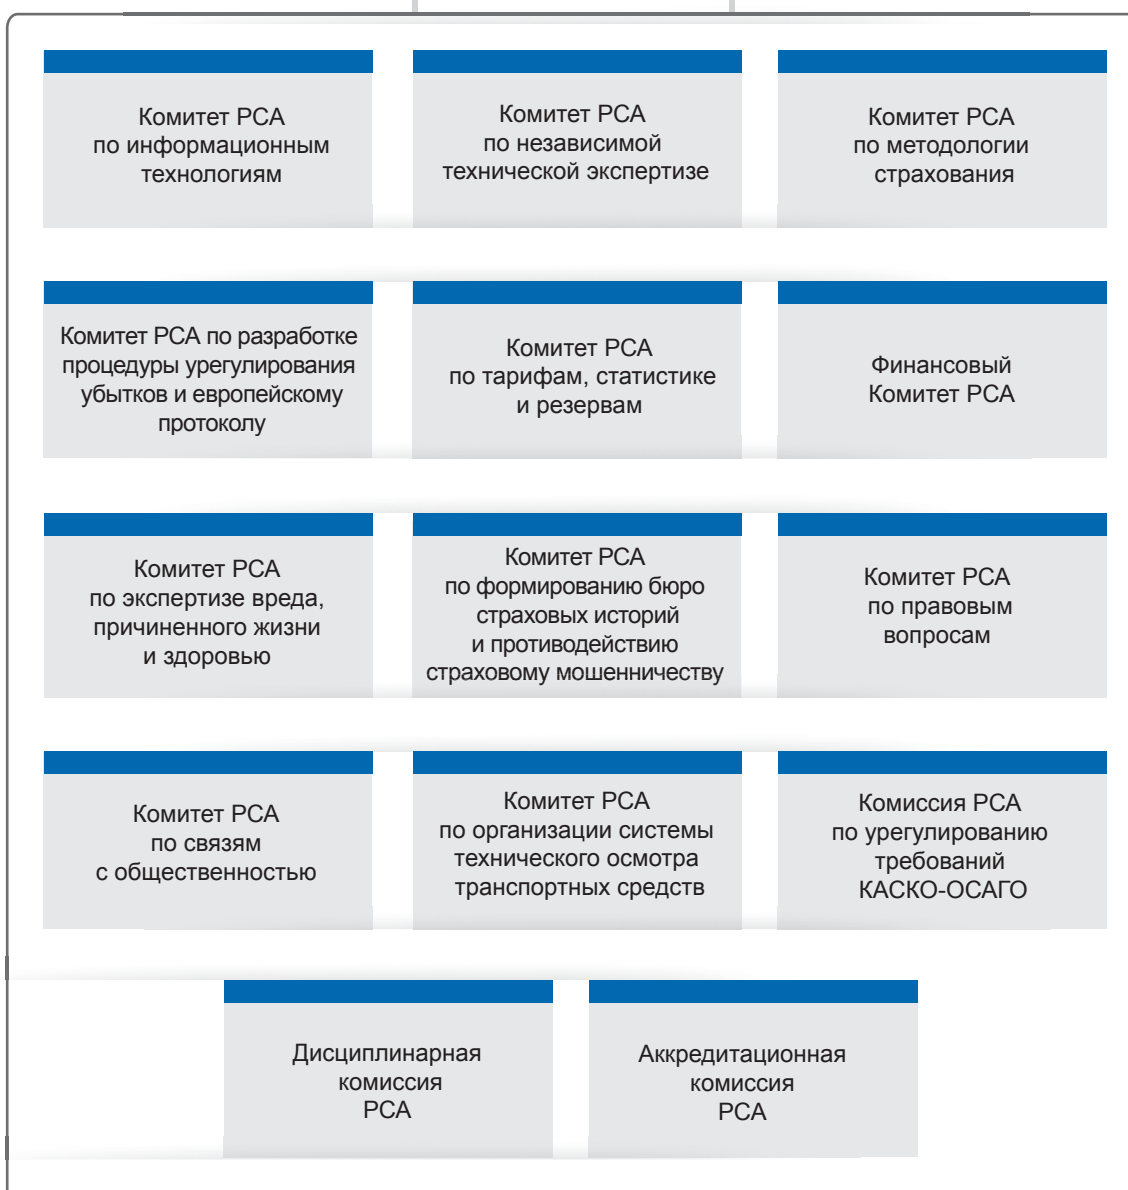 Комитет РСА
по информационным
технологиям
Комитет РСА
по независимой
технической экспертизе
Комитет РСА
по методологии
страхования
Комитет РСА по разработке
процедуры урегулирования
убытков и европейскому
протоколу
Комитет РСА
по тарифам, статистике
и резервам
Финансовый
Комитет РСА
Комитет РСА
по экспертизе вреда,
причиненного жизни
и здоровью
Комитет РСА
по формированию бюро
страховых историй
и противодействию
страховому мошенничеству
Комитет РСА
по правовым
вопросам
Комитет РСА
по связям
с общественностью
Комитет РСА
по организации системы
технического осмотра
транспортных средств
Комиссия РСА
по урегулированию
требований
КАСКО-ОСАГО
Дисциплинарная
комиссия
РСА
Аккредитационная
комиссия
РСА